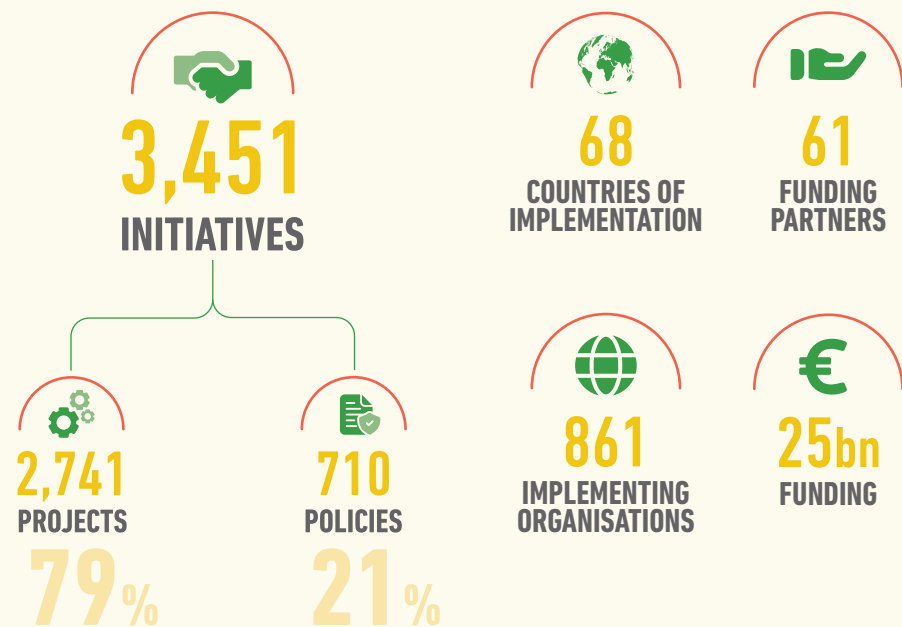 3,451
INITIATIVES
2,741
PROJECTS
79%
710
POLICIES
21%
68
COUNTRIES OF
IMPLEMENTATION
61
FUNDING
PARTNERS
861
IMPLEMENTING
ORGANISATIONS
€
25bn
FUNDING